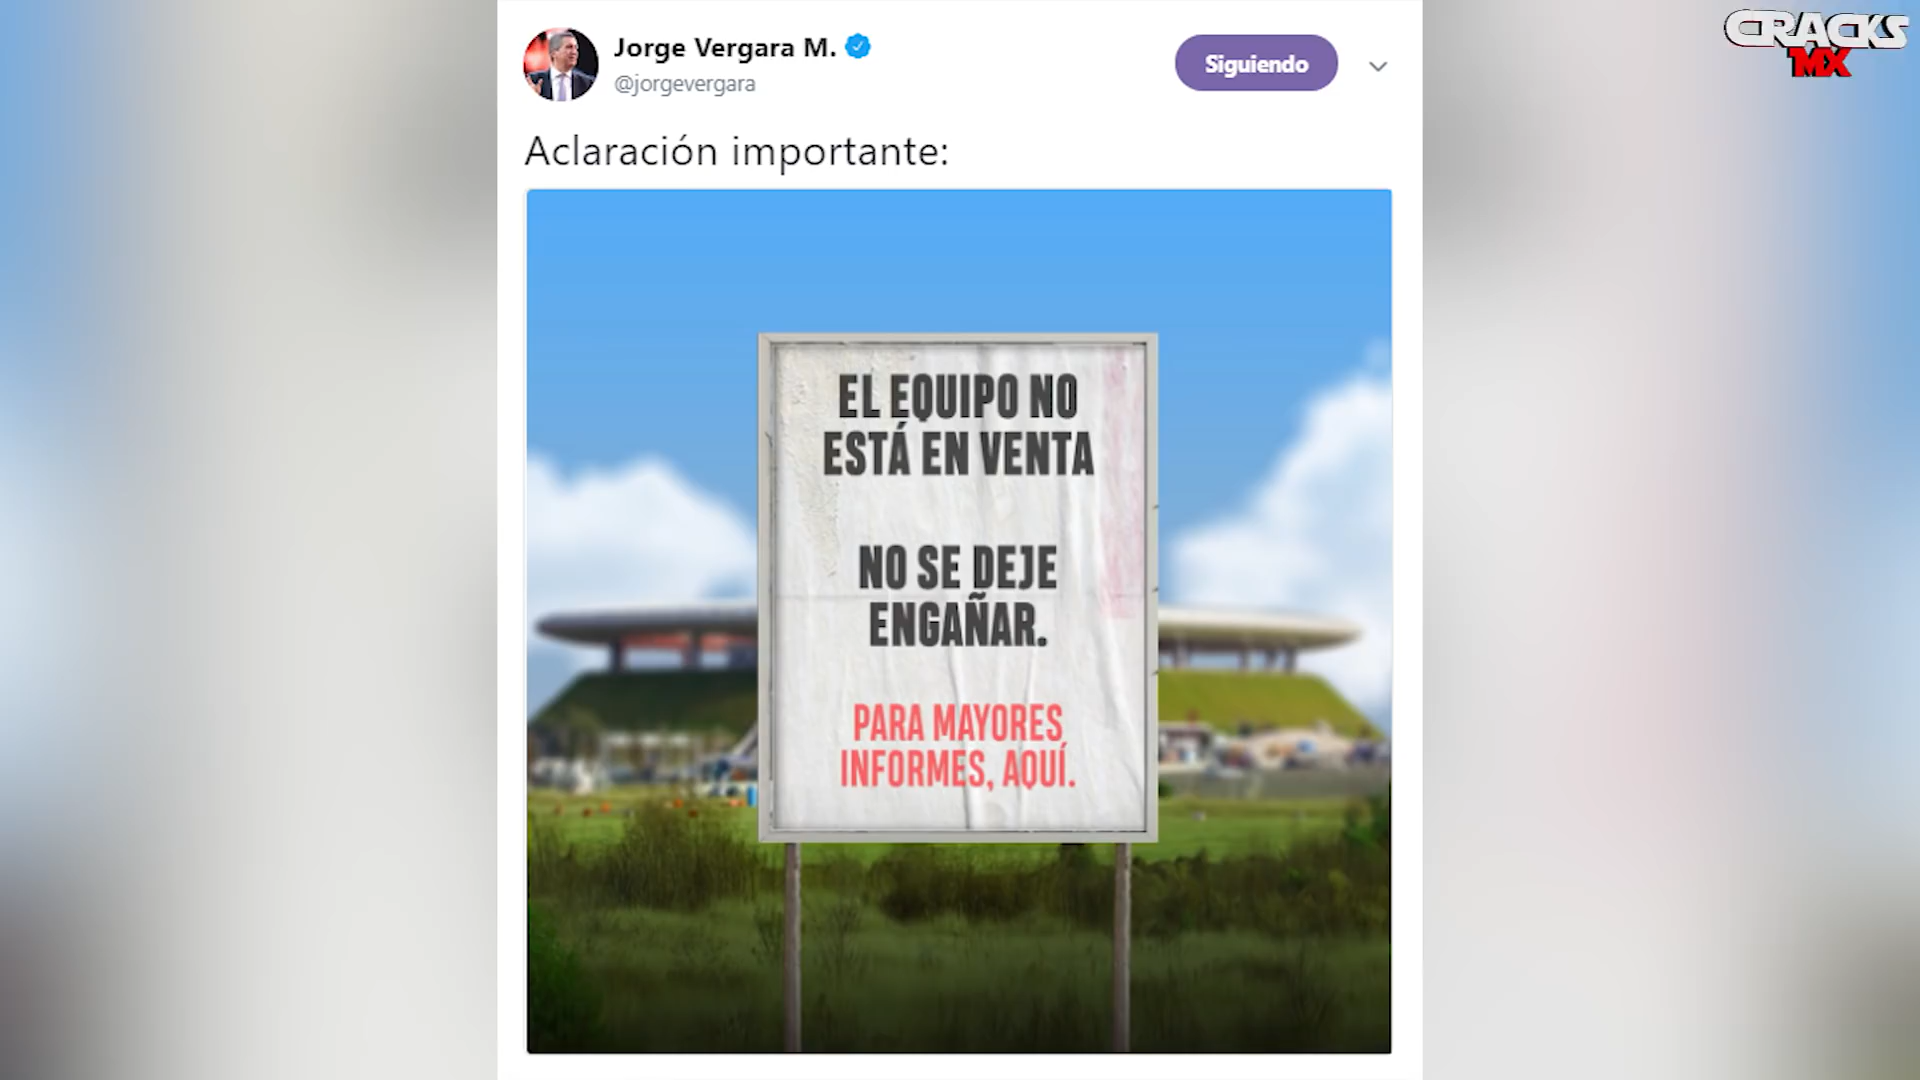 Jorge Vergara M.
@jorgevergara
Siguiendo
CRACKS
MX
Aclaración importante:
EL EQUIPO NO
ESTÁ EN VENTA
NO SE DEJE
ENGAÑAR.
PARA MAYORES
INFORMES, AQUÍ.